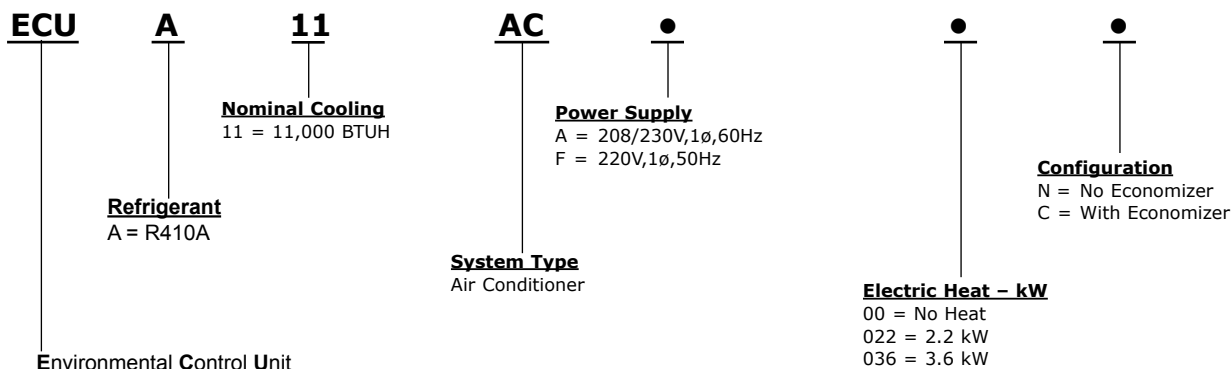 ECU A 11 AC ● ● ●
Nominal Cooling
11 = 11,000 BTUH
Power Supply
A = 208/230V,1ø,60Hz
F = 220V,1ø,50Hz
Configuration
N = No Economizer
C = With Economizer
Refrigerant
A = R410A
System Type
Air Conditioner
Electric Heat – kW
00 = No Heat
022 = 2.2 kW
036 = 3.6 kW
Environmental Control Unit